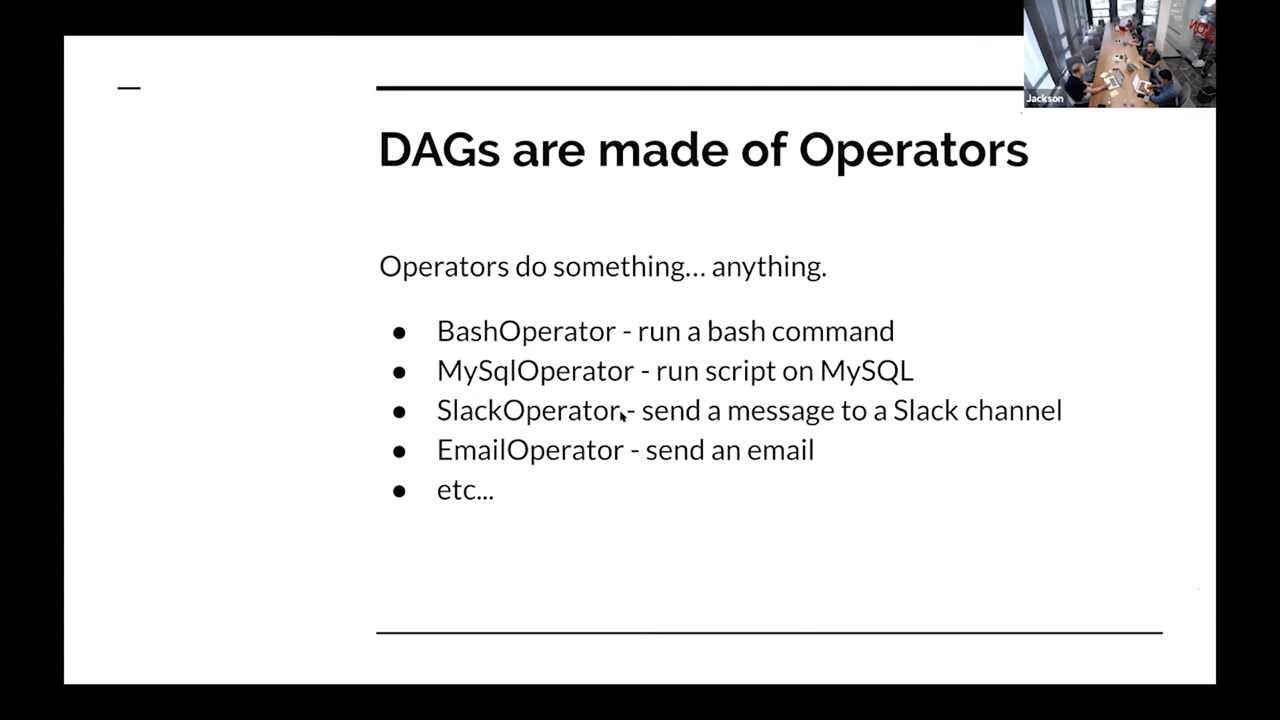 Jackson
DAGs are made of Operators
Operators do something... anything.
● BashOperator - run a bash command
● MySqlOperator - run script on MySQL
● SlackOperator - send a message to a Slack channel
● EmailOperator - send an email
● etc...